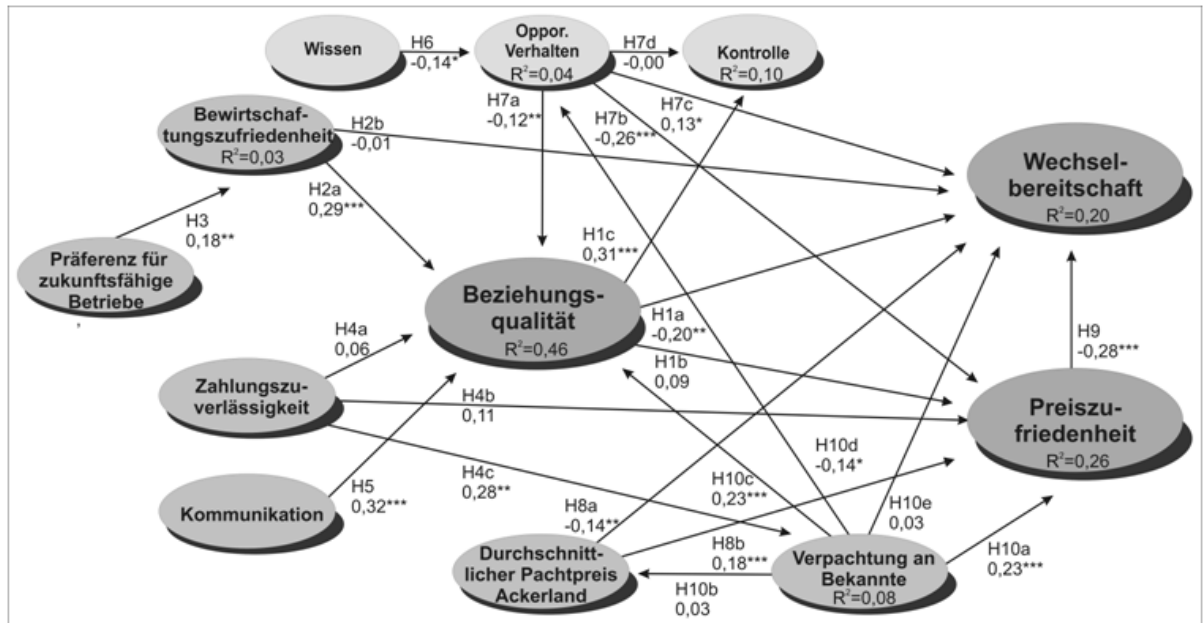 Wissen
H6
-0,14*
Oppor.
Verhalten
R²=0,04
H7d
-0,00
Kontrolle
R²=0,10
Bewirtschaf-
tungszufriedenheit
R²=0,03
H2b
-0,01
H7a
-0,12**
H7b
-0,26***
H7c
0,13*
Wechsel-
bereitschaft
R²=0,20
H2a
0,29***
H3
0,18**
Präferenz für
zukunftsfähige
Betriebe
,
H1c
0,31***
Beziehungs-
qualität
R²=0,46
H1a
-0,20**
H1b
0,09
H9
-0,28***
H4a
0,06
Zahlungszu-
verlässigkeit
H4b
0,11
Preiszu-
friedenheit
R²=0,26
H4c
0,28**
H5
0,32***
Kommunikation
H10d
-0,14*
H10c
0,23***
H10e
0,03
H8a
-0,14**
H8b
0,18***
H10a
0,23***
Durchschnitt-
licher Pachtpreis
Ackerland
H10b
0,03
Verpachtung an
Bekannte
R²=0,08